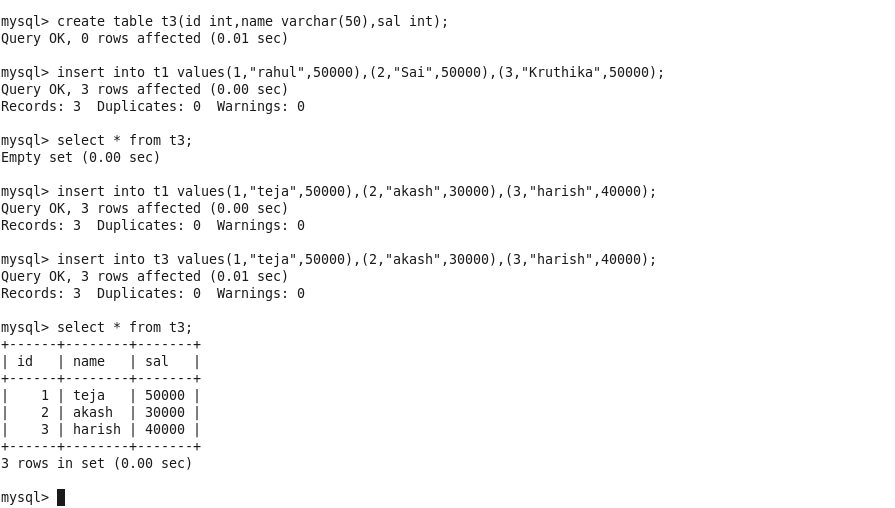 mysql> create table t3(id int,name varchar(50),sal int);
Query OK, 0 rows affected (0.01 sec)

mysql> insert into t1 values(1,"rahul",50000),(2,"Sai",50000),(3,"Kruthika",50000);
Query OK, 3 rows affected (0.00 sec)
Records: 3  Duplicates: 0  Warnings: 0

mysql> select * from t3;
Empty set (0.00 sec)

mysql> insert into t1 values(1,"teja",50000),(2,"akash",30000),(3,"harish",40000);
Query OK, 3 rows affected (0.00 sec)
Records: 3  Duplicates: 0  Warnings: 0

mysql> insert into t3 values(1,"teja",50000),(2,"akash",30000),(3,"harish",40000);
Query OK, 3 rows affected (0.01 sec)
Records: 3  Duplicates: 0  Warnings: 0

mysql> select * from t3;
+------+--------+-------+
| id   | name   | sal   |
+------+--------+-------+
|    1 | teja   | 50000 |
|    2 | akash  | 30000 |
|    3 | harish | 40000 |
+------+--------+-------+
3 rows in set (0.00 sec)

mysql>